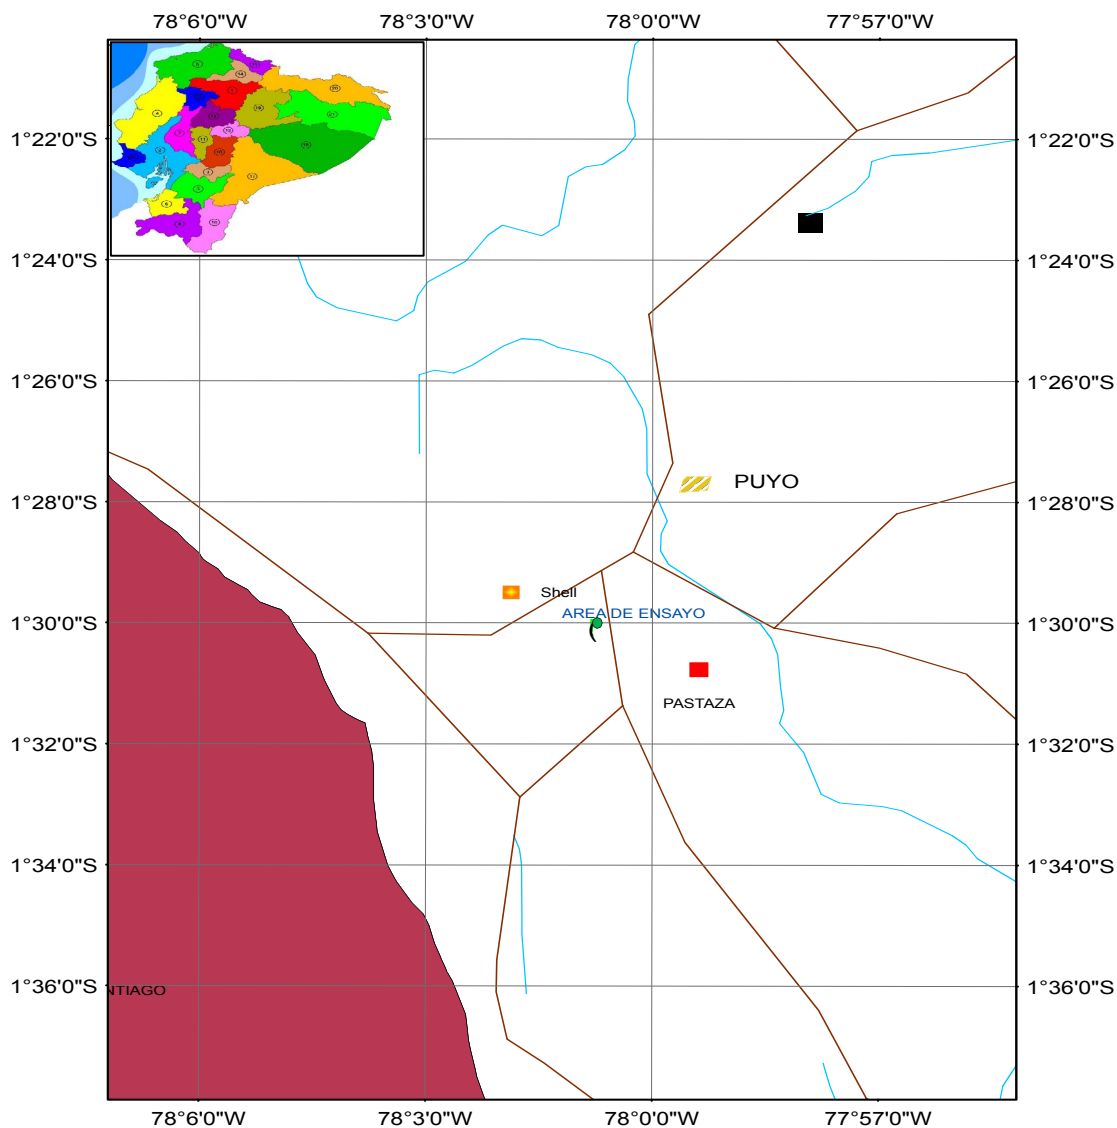 78°6'0"W 78°3'0"W 78°0'0"W 77°57'0"W
1°22'0"S 1°22'0"S
1°24'0"S 1°24'0"S
1°26'0"S 1°26'0"S
PUYO
1°28'0"S 1°28'0"S
Shell
AREA DE ENSAYO
1°30'0"S 1°30'0"S
PASTAZA
1°32'0"S 1°32'0"S
1°34'0"S 1°34'0"S
1°36'0"S 1°36'0"S
NTIAGO
78°6'0"W 78°3'0"W 78°0'0"W 77°57'0"W